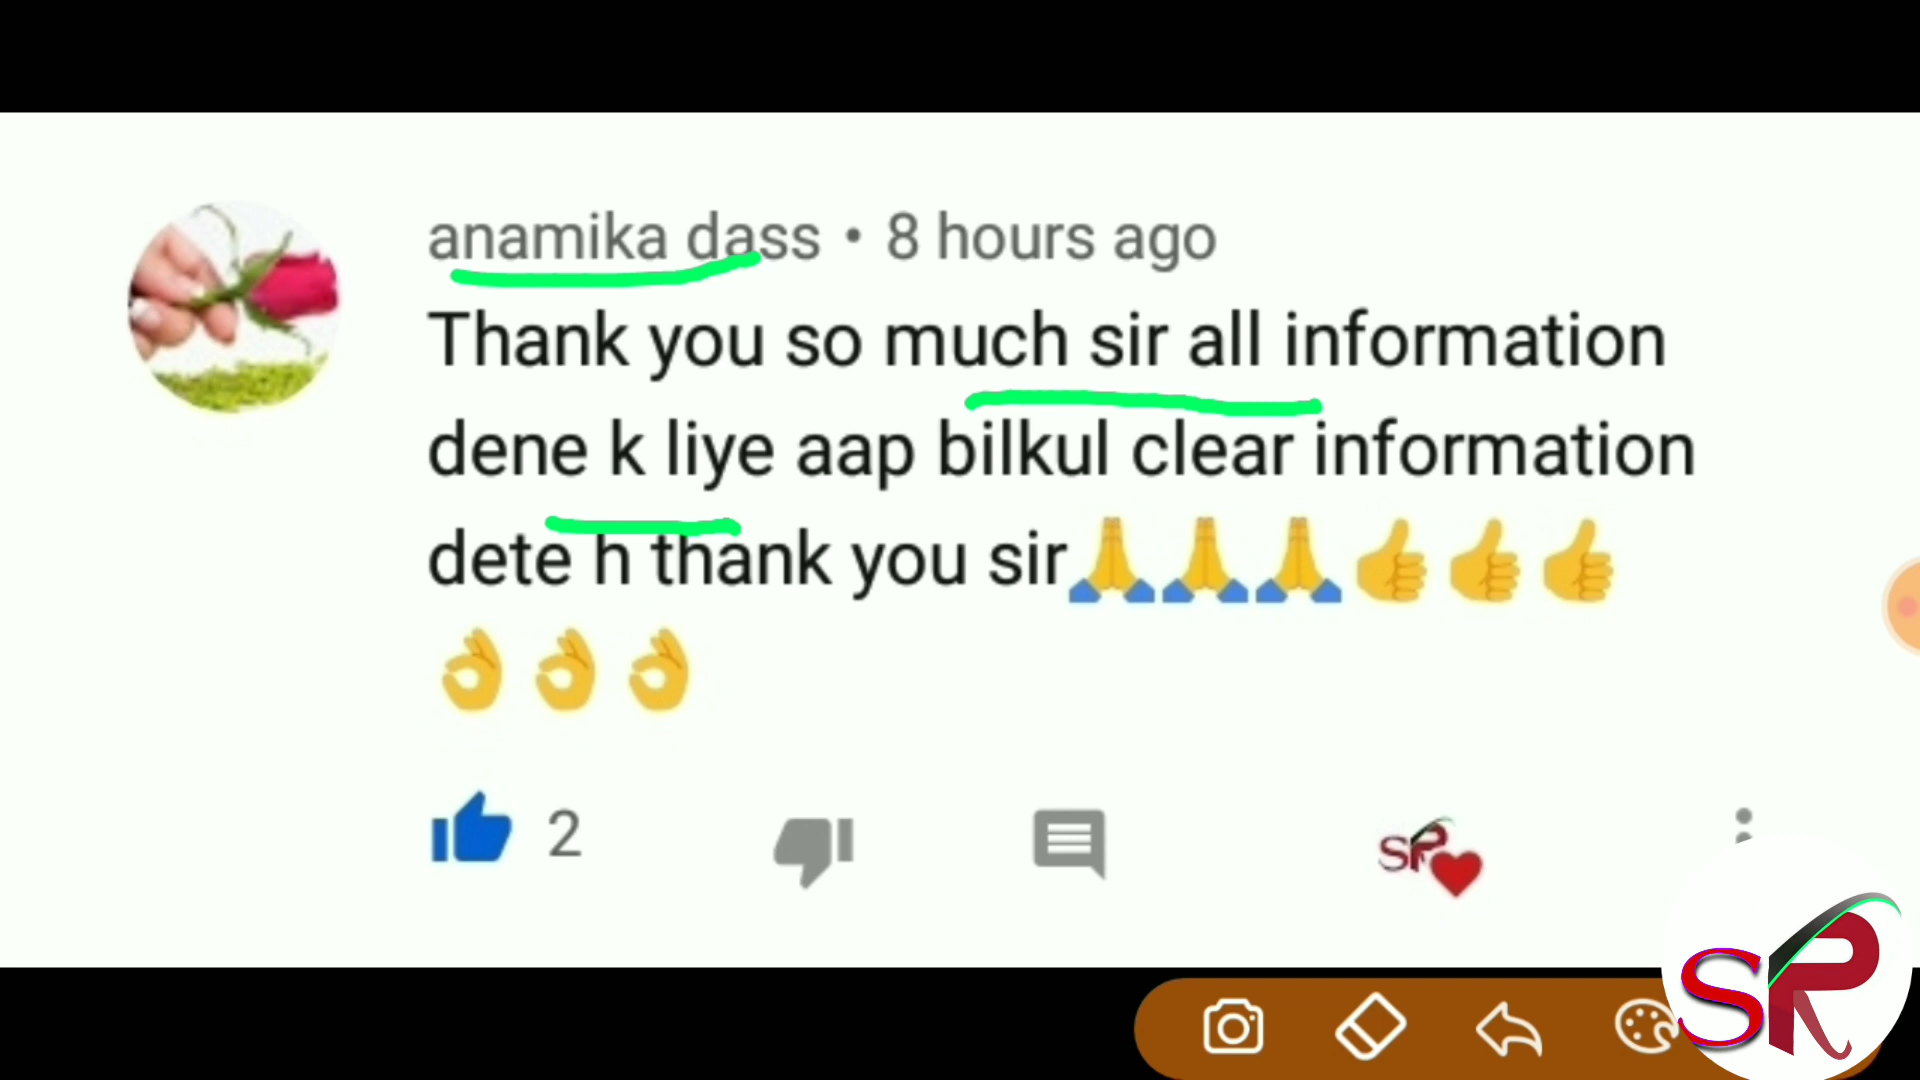 anamika dass • 8 hours ago
Thank you so much sir all information
dene k liye aap bilkul clear information
dete h thank you sir🙏🙏🙏👍👍👍
👌👌👌
2
SR
SR